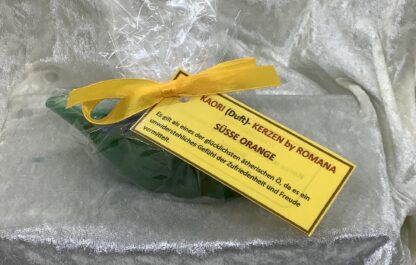 KAORI (Duft)- KERZEN by ROMANA
SÜSSE ORANGE
Es gilt als eines der glücklichsten ätherischen Ö, da es ein
unwiderstehliches Gefühl der Zufriedenheit und Freude
vermittelt.